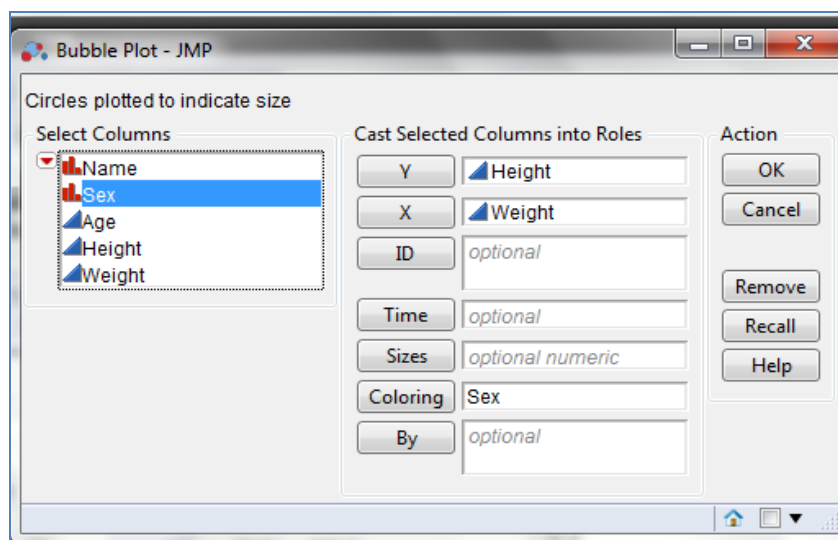 Bubble Plot - JMP
Circles plotted to indicate size
Select Columns
Name
Sex
Age
Height
Weight
Cast Selected Columns into Roles
Y Height
X Weight
ID optional
Time optional
Sizes optional numeric
Coloring Sex
By optional
Action
OK
Cancel
Remove
Recall
Help